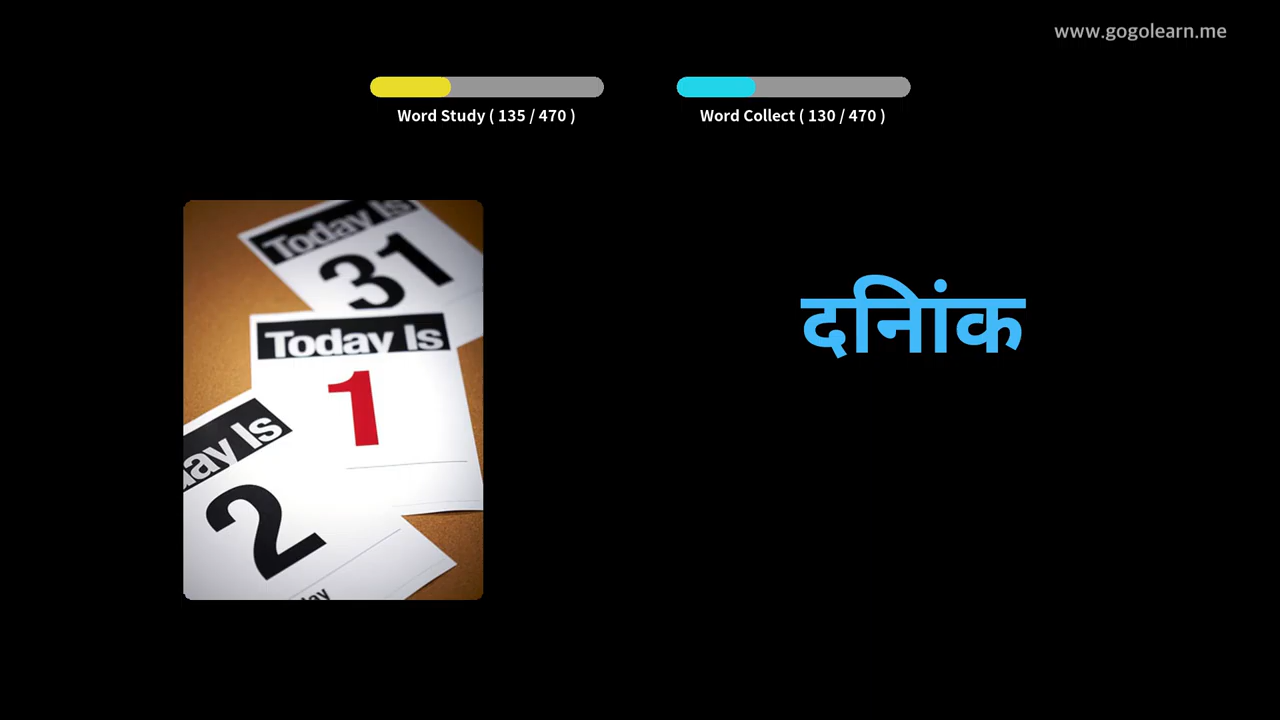 www.gogolearn.me
Word Study ( 135 / 470 )
Word Collect ( 130 / 470 )
Today Is
31
Today Is
1
ay Is
2
दनिांक